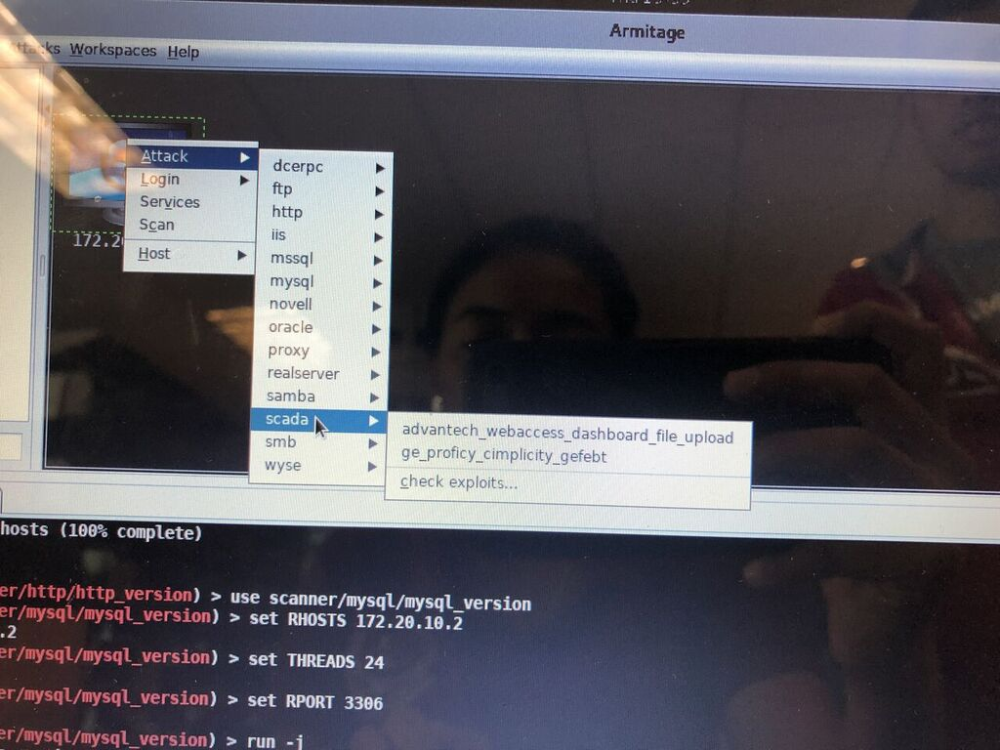 Armitage
Attacks Workspaces Help
Attack
Login
Services
Scan
Host
172.2
dcerpc
ftp
http
iis
mssql
mysql
novell
oracle
proxy
realserver
samba
scada
smb
wyse
advantech_webaccess_dashboard_file_upload
ge_proficy_cimplicity_gefebt
check exploits...
hosts (100% complete)
er/http/http_version) > use scanner/mysql/mysql_version
er/mysql/mysql_version) > set RHOSTS 172.20.10.2
.2
er/mysql/mysql_version) > set THREADS 24
er/mysql/mysql_version) > set RPORT 3306
er/mysql/mysql_version) > run -j